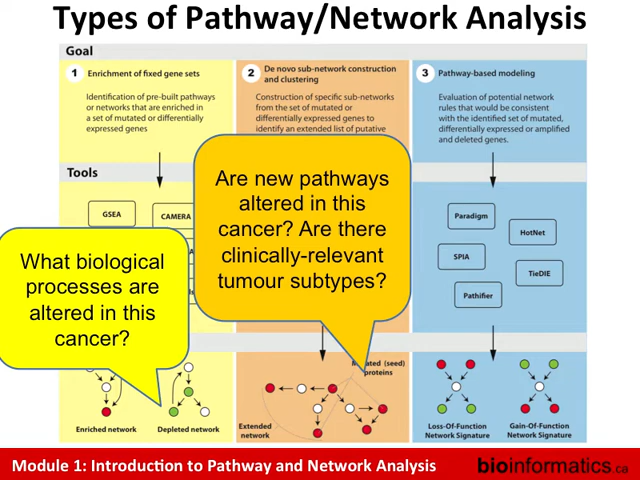 Types of Pathway/Network Analysis
Goal
1 Enrichment of fixed gene sets
Identification of pre-built pathways
or networks that are enriched in
a set of mutated or differentially
expressed genes
2 De novo sub-network construction
and clustering
Construction of specific sub-networks
from the set of mutated or
differentially expressed genes to
identify an extended list of putative
3 Pathway-based modeling
Evaluation of potential network
rules that would be consistent
with the identified set of mutated,
differentially expressed or amplified
and deleted genes.
Tools
GSEA
CAMERA
Paradigm
HotNet
SPIA
TieDIE
Pathifier
Are new pathways
altered in this
cancer? Are there
clinically-relevant
tumour subtypes?
What biological
processes are
altered in this
cancer?
(seed)
proteins
Enriched network
Depleted network
Extended
network
Loss-Of-Function
Network Signature
Gain-Of-Function
Network Signature
Module 1: Introduction to Pathway and Network Analysis
bioinformatics.ca